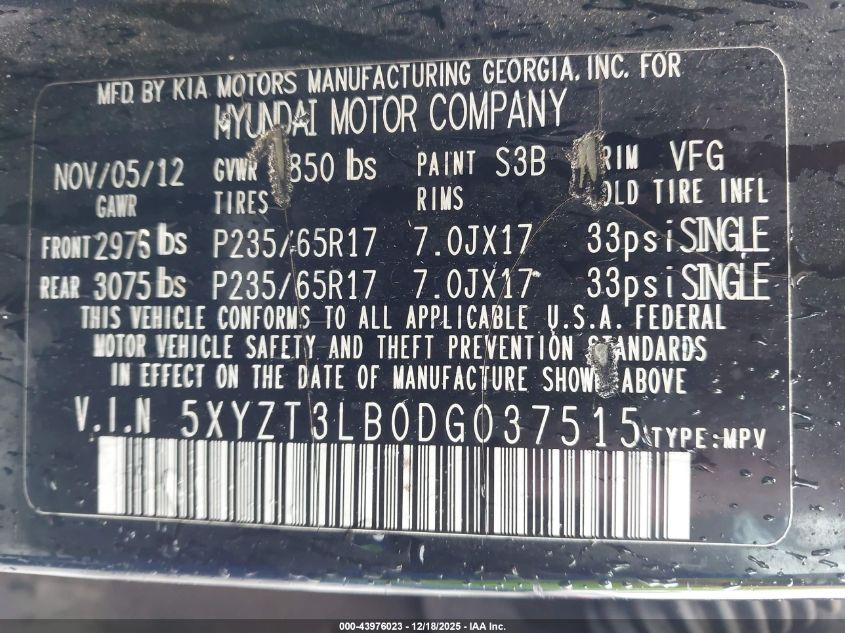 MFD. BY KIA MOTORS MANUFACTURING GEORGIA, INC. FOR
HYUNDAI MOTOR COMPANY
NOV/05/12 GVWR 850 lbs PAINT S3B RIM VFG
GAWR TIRES RIMS OLD TIRE INFL
FRONT 2976 lbs P235/65R17 7.0JX17 33psi SINGLE
REAR 3075 lbs P235/65R17 7.0JX17 33psi SINGLE
THIS VEHICLE CONFORMS TO ALL APPLICABLE U.S.A. FEDERAL
MOTOR VEHICLE SAFETY AND THEFT PREVENTION STANDARDS
IN EFFECT ON THE DATE OF MANUFACTURE SHOWN ABOVE
V.I.N 5XYZT3LB0DG037515 TYPE:MPV
000-43976023 - 12/18/2025 - IAA Inc.